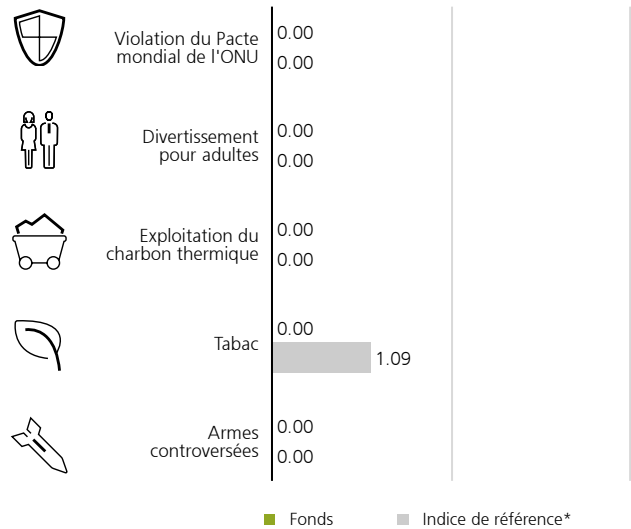 Violation du Pacte
mondial de l'ONU
0.00
0.00
Divertissement
pour adultes
0.00
0.00
Exploitation du
charbon thermique
0.00
0.00
Tabac
0.00
1.09
Armes
controversées
0.00
0.00
Fonds
Indice de référence*